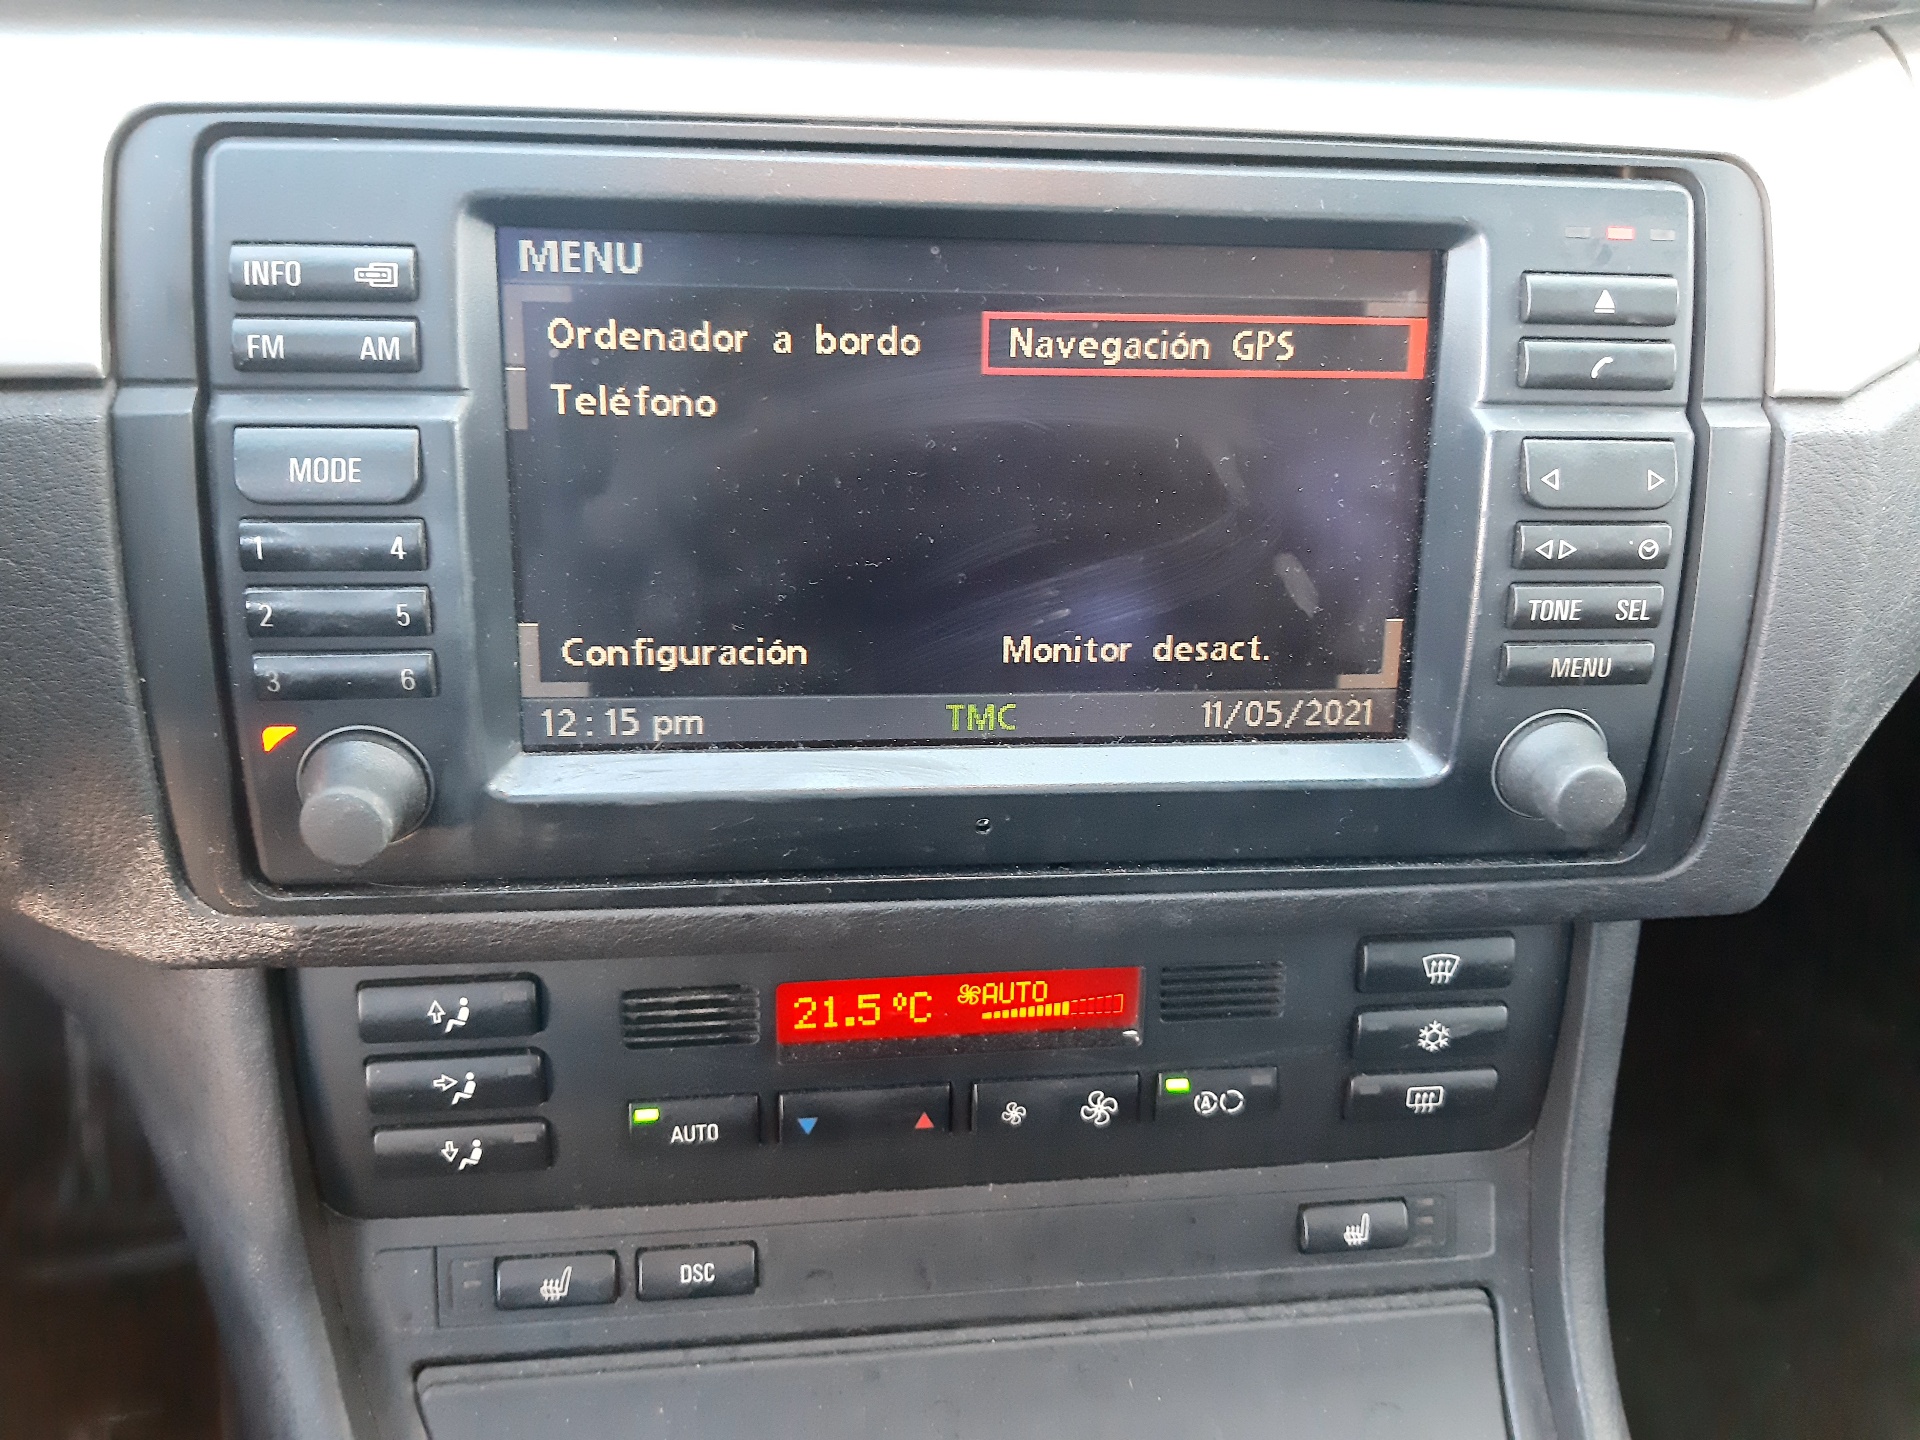 MENU
INFO
FM AM
Ordenador a bordo
Navegación GPS
Teléfono
MODE
1 4
2 5
3 6
TONE SEL
MENU
Configuración
Monitor desact.
12:15 pm
TMC
11/05/2021
21.5 ºC
AUTO
AUTO
A
DSC